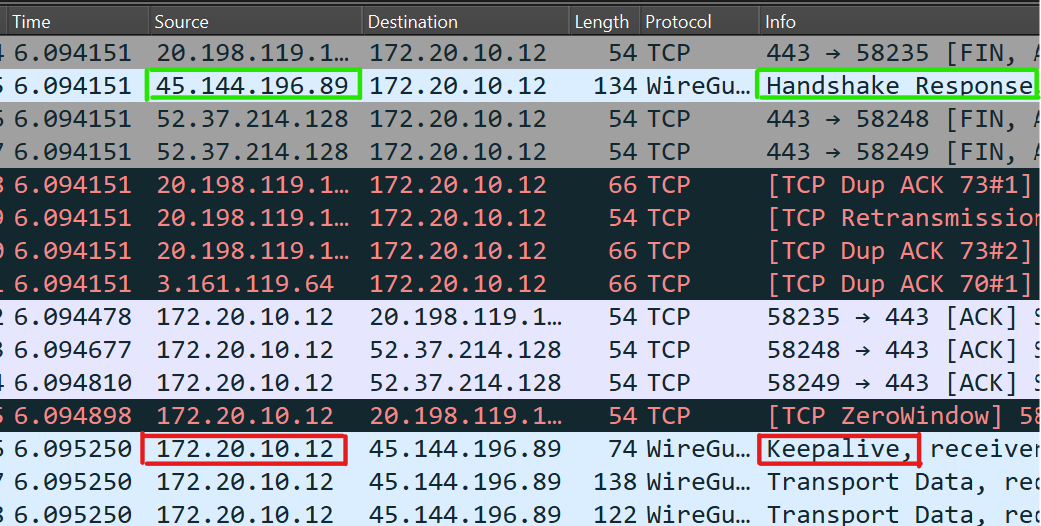 Time Source Destination Length Protocol Info
6.094151 20.198.119.1… 172.20.10.12 54 TCP 443 → 58235 [FIN,
6.094151 45.144.196.89 172.20.10.12 134 WireGu… Handshake Response
6.094151 52.37.214.128 172.20.10.12 54 TCP 443 → 58248 [FIN,
6.094151 52.37.214.128 172.20.10.12 54 TCP 443 → 58249 [FIN,
6.094151 20.198.119.1… 172.20.10.12 66 TCP [TCP Dup ACK 73#1]
6.094151 20.198.119.1… 172.20.10.12 54 TCP [TCP Retransmission
6.094151 20.198.119.1… 172.20.10.12 66 TCP [TCP Dup ACK 73#2]
6.094151 3.161.119.64 172.20.10.12 66 TCP [TCP Dup ACK 70#1]
6.094478 172.20.10.12 20.198.119.1… 54 TCP 58235 → 443 [ACK]
6.094677 172.20.10.12 52.37.214.128 54 TCP 58248 → 443 [ACK]
6.094810 172.20.10.12 52.37.214.128 54 TCP 58249 → 443 [ACK]
6.094898 172.20.10.12 20.198.119.1… 54 TCP [TCP ZeroWindow] 58
6.095250 172.20.10.12 45.144.196.89 74 WireGu… Keepalive, receiver
6.095250 172.20.10.12 45.144.196.89 138 WireGu… Transport Data, rec
6.095250 172.20.10.12 45.144.196.89 122 WireGu… Transport Data, rec